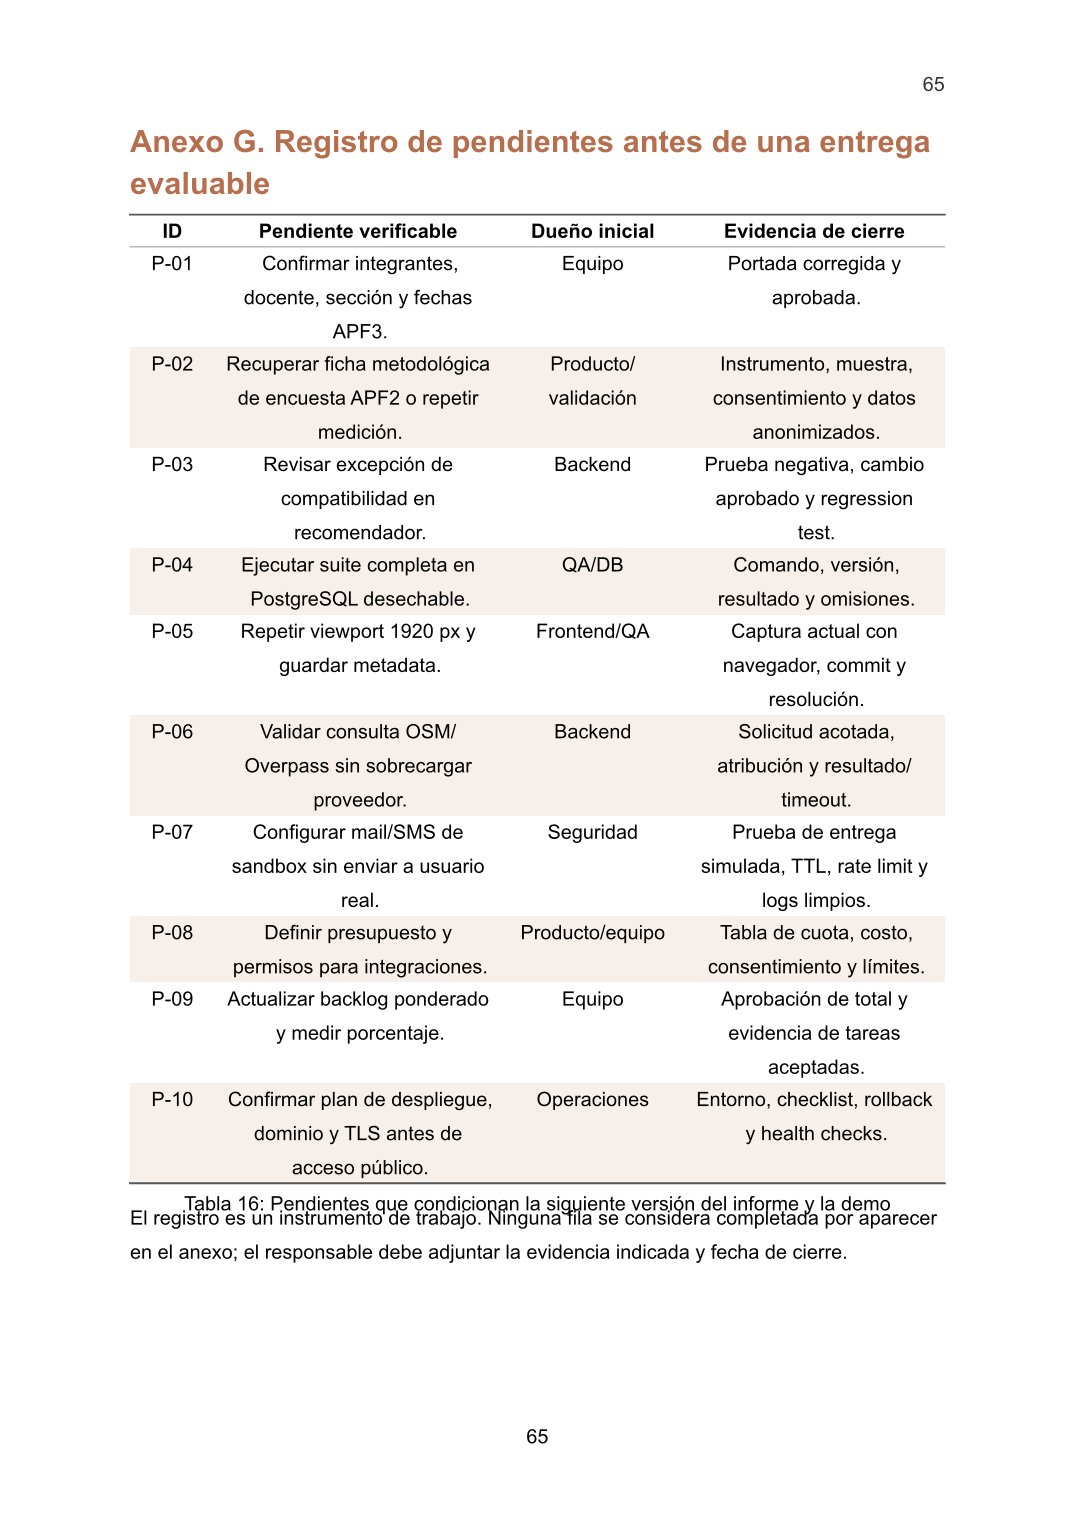 65
Anexo G. Registro de pendientes antes de una entrega
evaluable
ID Pendiente verificable Dueño inicial Evidencia de cierre
P-01 Confirmar integrantes, Equipo Portada corregida y
docente, sección y fechas aprobada.
APF3.
P-02 Recuperar ficha metodológica Producto/ Instrumento, muestra,
de encuesta APF2 o repetir validación consentimiento y datos
medición. anonimizados.
P-03 Revisar excepción de Backend Prueba negativa, cambio
compatibilidad en aprobado y regression
recomendador. test.
P-04 Ejecutar suite completa en QA/DB Comando, versión,
PostgreSQL desechable. resultado y omisiones.
P-05 Repetir viewport 1920 px y Frontend/QA Captura actual con
guardar metadata. navegador, commit y
resolución.
P-06 Validar consulta OSM/ Backend Solicitud acotada,
Overpass sin sobrecargar atribución y resultado/
proveedor. timeout.
P-07 Configurar mail/SMS de Seguridad Prueba de entrega
sandbox sin enviar a usuario simulada, TTL, rate limit y
real. logs limpios.
P-08 Definir presupuesto y Producto/equipo Tabla de cuota, costo,
permisos para integraciones. consentimiento y límites.
P-09 Actualizar backlog ponderado Equipo Aprobación de total y
y medir porcentaje. evidencia de tareas
aceptadas.
P-10 Confirmar plan de despliegue, Operaciones Entorno, checklist, rollback
dominio y TLS antes de y health checks.
acceso público.
Tabla 16: Pendientes que condicionan la siguiente versión del informe y la demo
El registro es un instrumento de trabajo. Ninguna fila se considera completada por aparecer
en el anexo; el responsable debe adjuntar la evidencia indicada y fecha de cierre.
65